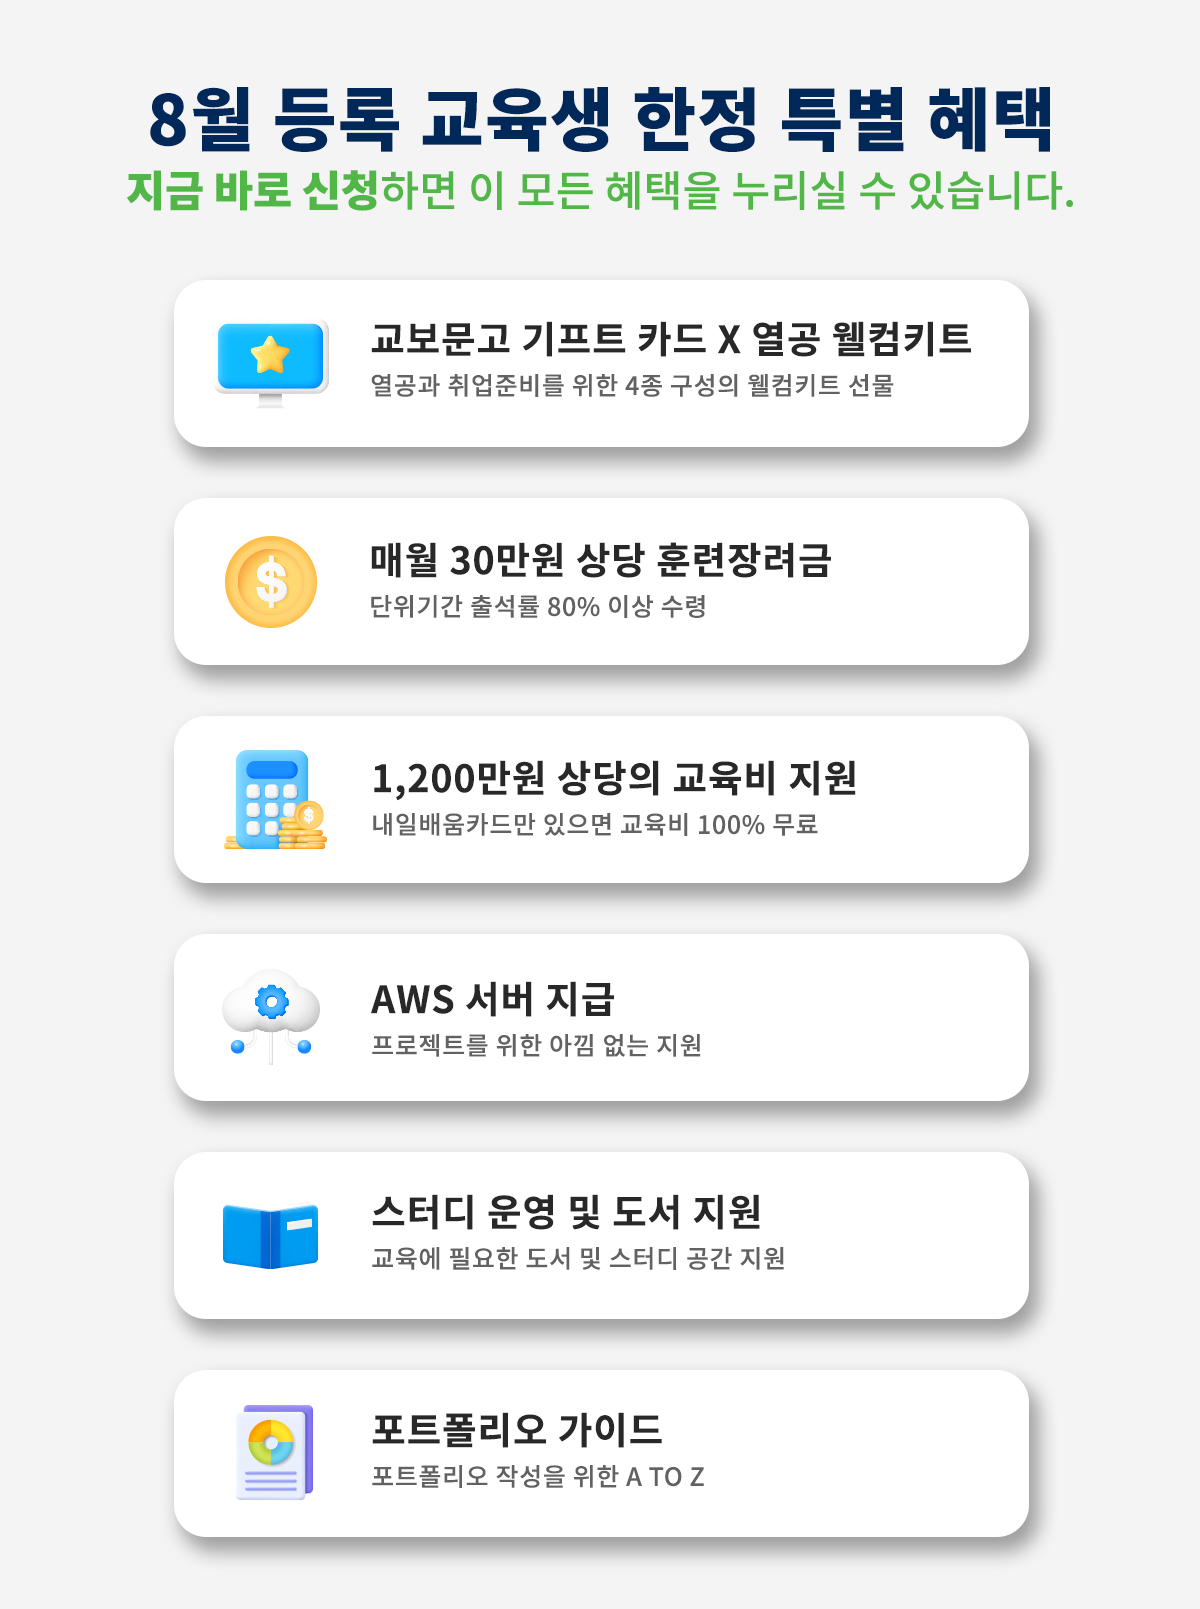 8월 등록 교육생 한정 특별 혜택
지금 바로 신청하면 이 모든 혜택을 누리실 수 있습니다.
교보문고 기프트 카드 X 열공 웰컴키트
열공과 취업준비를 위한 4종 구성의 웰컴키트 선물
매월 30만원 상당 훈련장려금
단위기간 출석률 80% 이상 수령
1,200만원 상당의 교육비 지원
내일배움카드만 있으면 교육비 100% 무료
AWS 서버 지급
프로젝트를 위한 아낌 없는 지원
스터디 운영 및 도서 지원
교육에 필요한 도서 및 스터디 공간 지원
포트폴리오 가이드
포트폴리오 작성을 위한 A TO Z